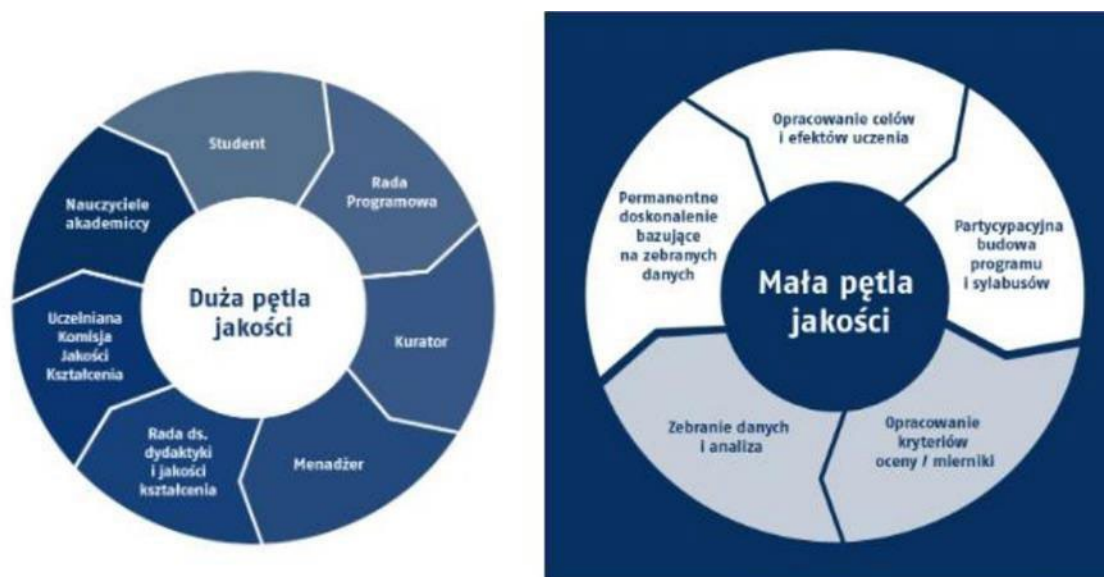 Student
Rada
Programowa
Kurator
Menadżer
Rada ds.
dydaktyki
i jakości
kształcenia
Uczelniana
Komisja
Jakości
Kształcenia
Nauczyciele
akademiccy
Duża pętla
jakości
Opracowanie celów
i efektów uczenia
Partycypacyjna
budowa
programu
i sylabusów
Opracowanie
kryteriów
oceny / mierniki
Zebranie danych
i analiza
Permanentne
doskonalenie
bazujące
na zebranych
danych
Mała pętla
jakości